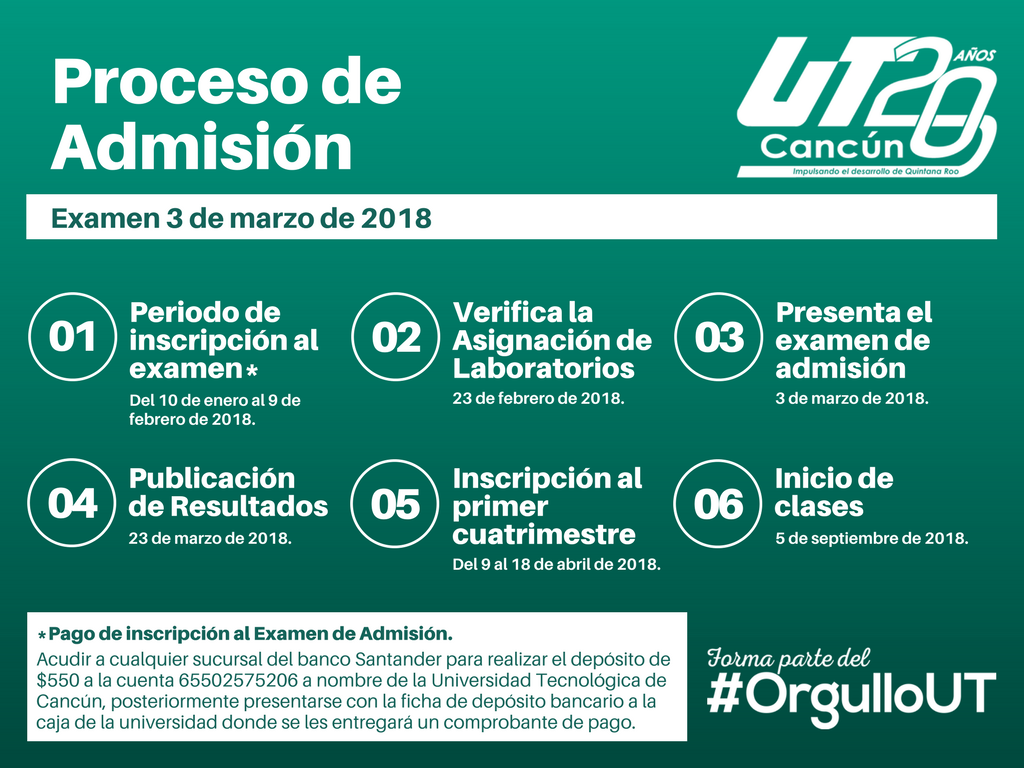 Proceso de
Admisión
UT 20 AÑOS
Cancún
Impulsando el desarrollo de Quintana Roo
Examen 3 de marzo de 2018
01
Periodo de
inscripción al
examen*
Del 10 de enero al 9 de
febrero de 2018.
02
Verifica la
Asignación de
Laboratorios
23 de febrero de 2018.
03
Presenta el
examen de
admisión
3 de marzo de 2018.
04
Publicación
de Resultados
23 de marzo de 2018.
05
Inscripción al
primer
cuatrimestre
Del 9 al 18 de abril de 2018.
06
Inicio de
clases
5 de septiembre de 2018.
*Pago de inscripción al Examen de Admisión.
Acudir a cualquier sucursal del banco Santander para realizar el depósito de
$550 a la cuenta 65502575206 a nombre de la Universidad Tecnológica de
Cancún, posteriormente presentarse con la ficha de depósito bancario a la
caja de la universidad donde se les entregará un comprobante de pago.
Forma parte del
#OrgulloUT